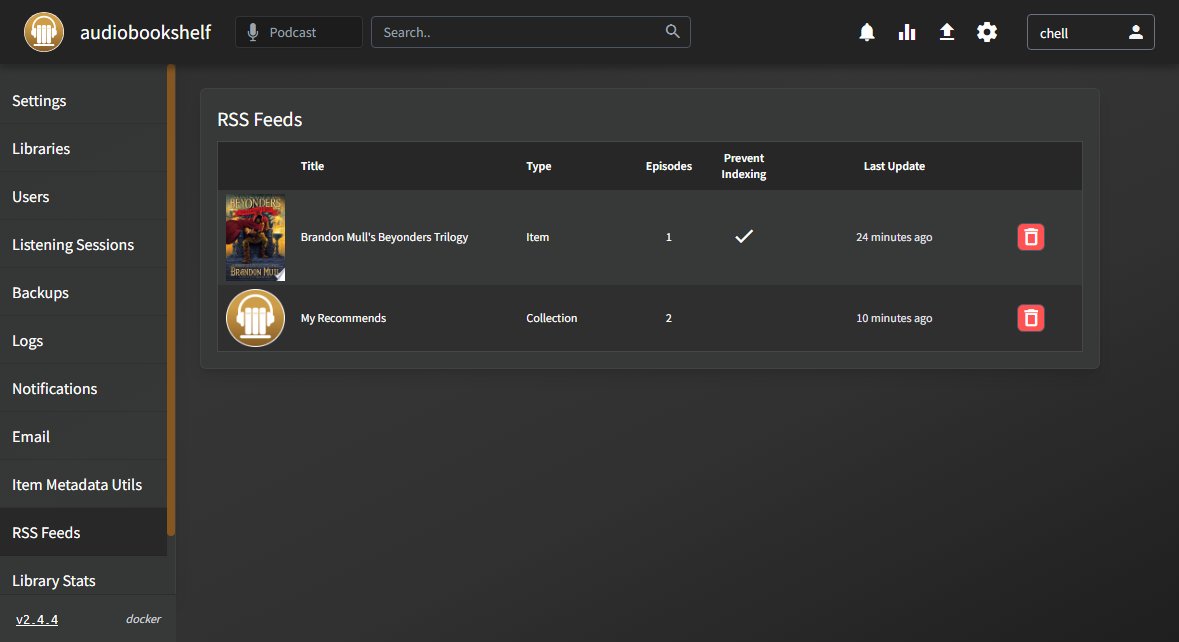 audiobookshelf
Podcast
Search..
chell
Settings
Libraries
Users
Listening Sessions
Backups
Logs
Notifications
Email
Item Metadata Utils
RSS Feeds
Library Stats
v2.4.4 docker
RSS Feeds
Title Type Episodes Prevent Indexing Last Update
BEYONDERS
BRANDON MULL
Brandon Mull's Beyonders Trilogy Item 1 24 minutes ago
My Recommends Collection 2 10 minutes ago